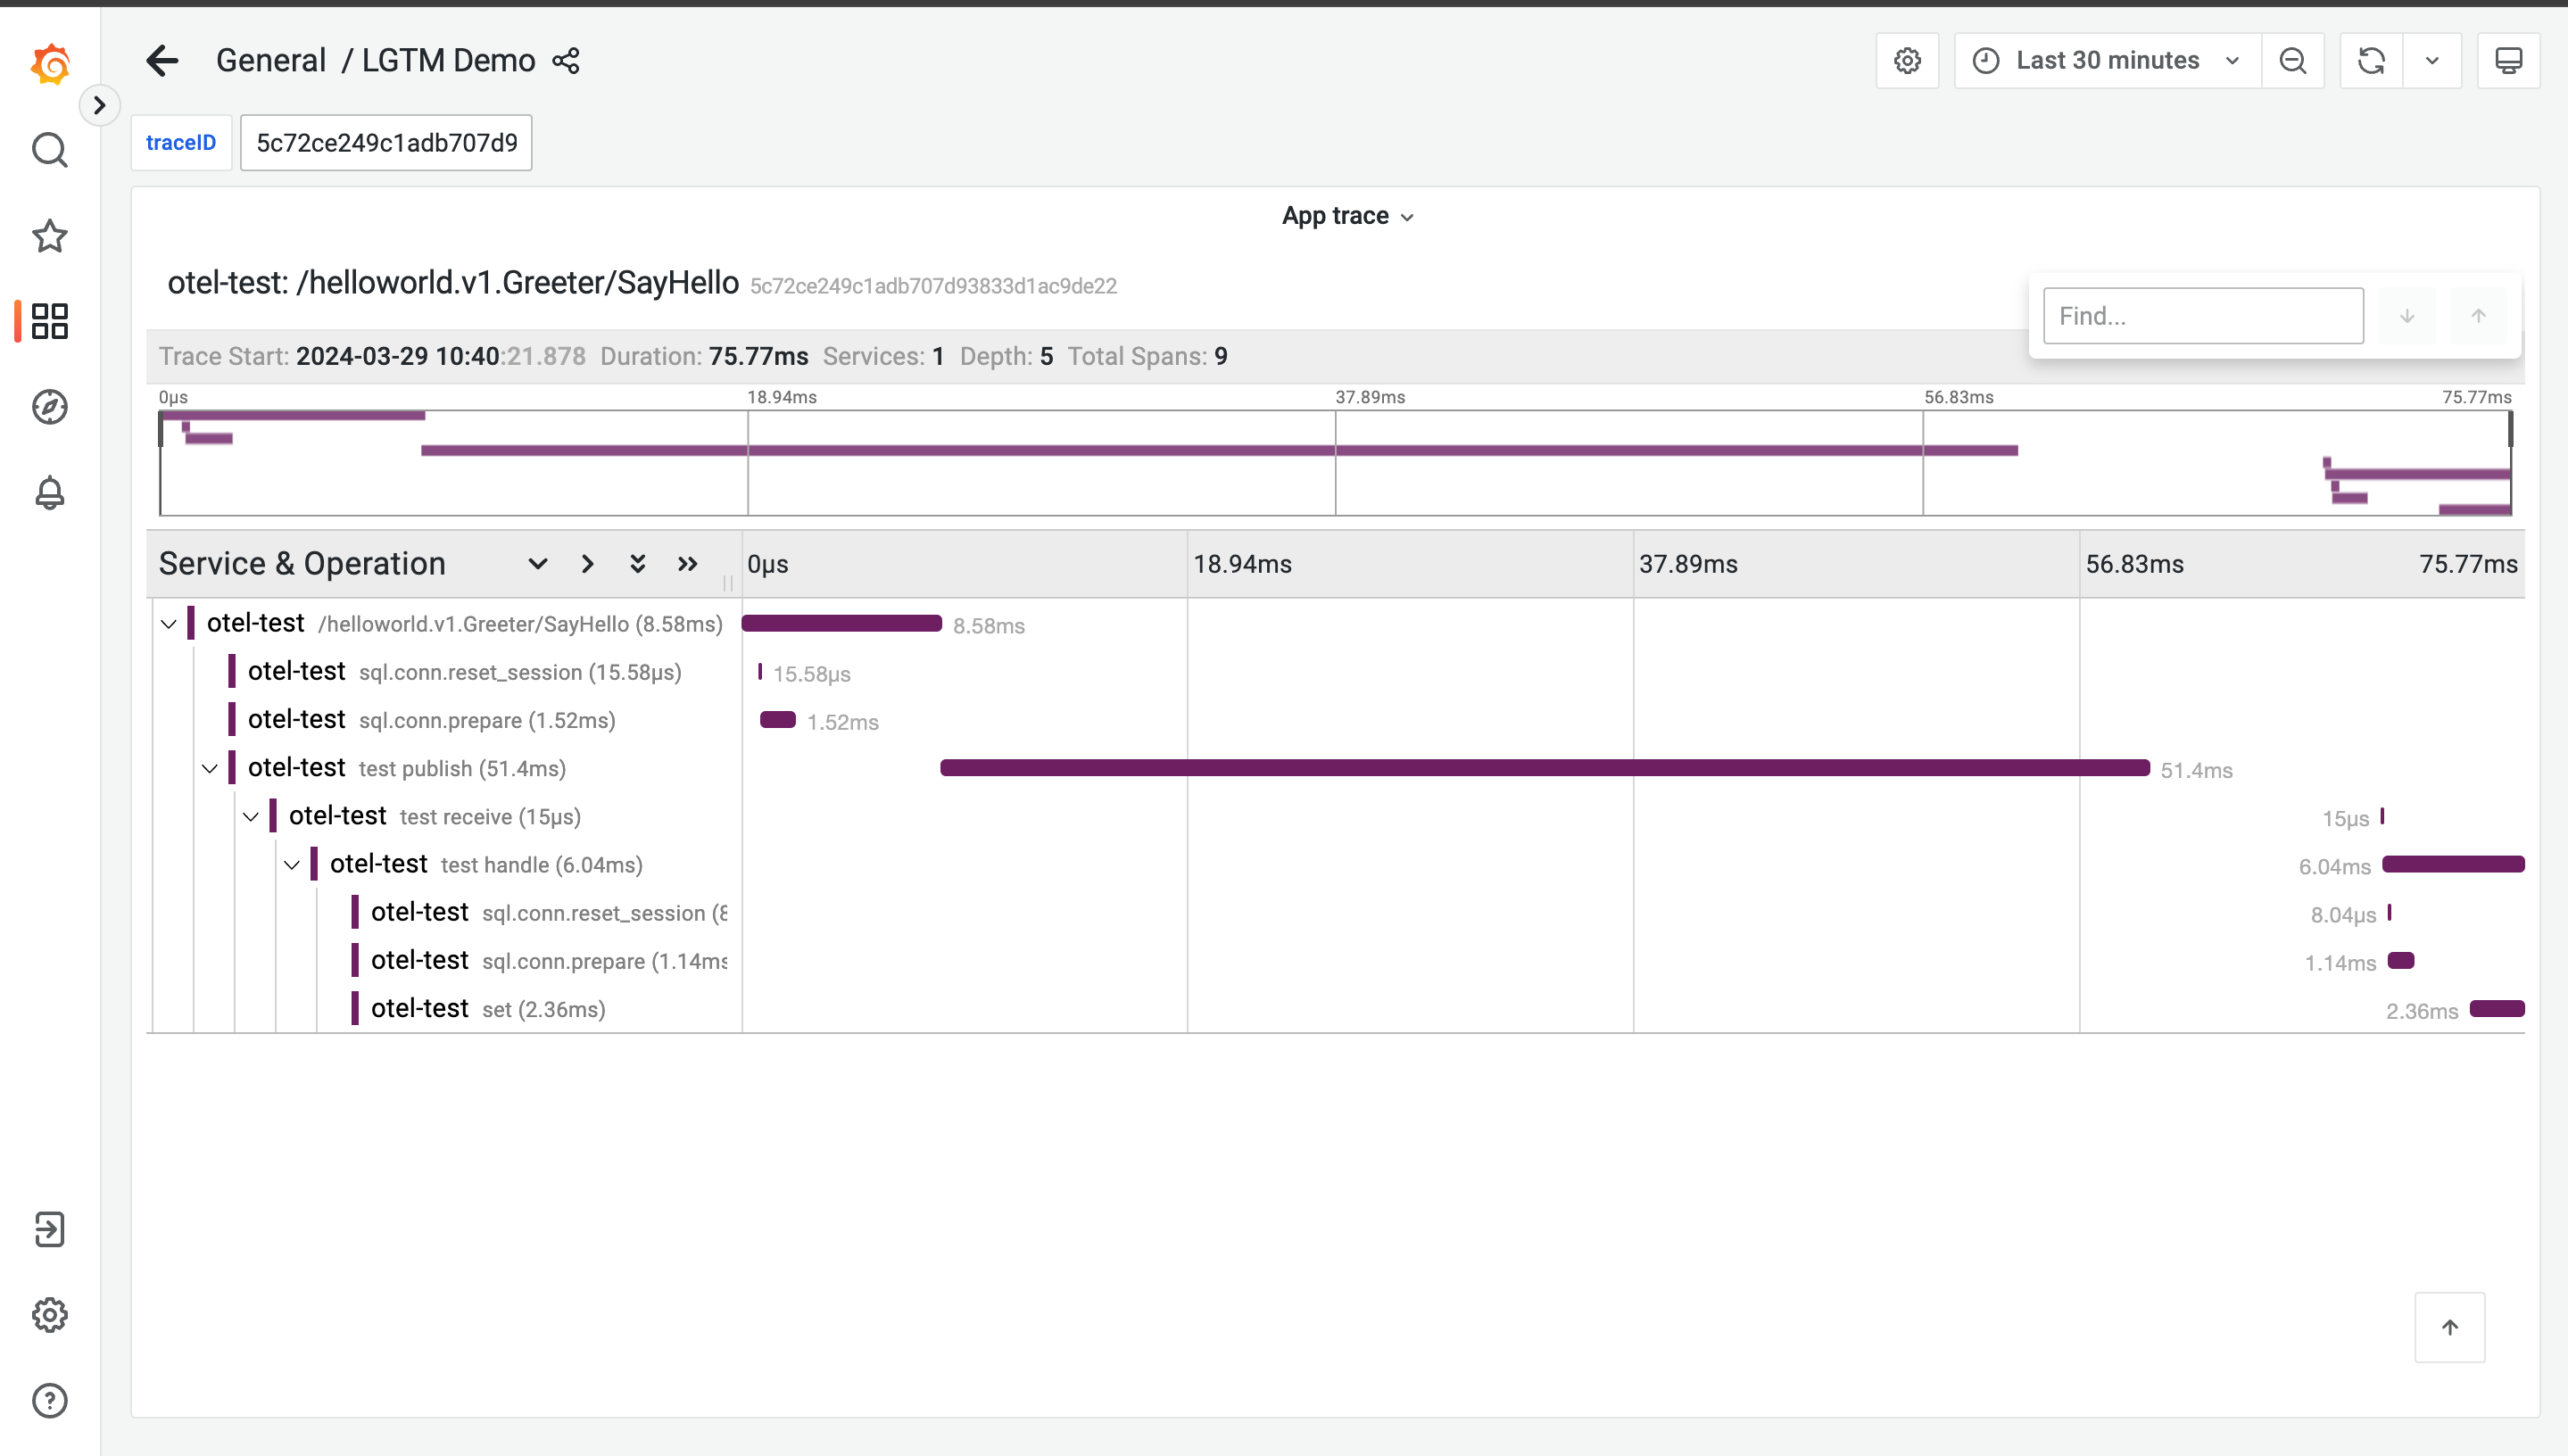 General / LGTM Demo
Last 30 minutes
traceID
5c72ce249c1adb707d9
App trace
otel-test: /helloworld.v1.Greeter/SayHello 5c72ce249c1adb707d93833d1ac9de22
Find...
Trace Start: 2024-03-29 10:40:21.878 Duration: 75.77ms Services: 1 Depth: 5 Total Spans: 9
0μs 18.94ms 37.89ms 56.83ms 75.77ms
Service & Operation 0μs 18.94ms 37.89ms 56.83ms 75.77ms
otel-test /helloworld.v1.Greeter/SayHello (8.58ms) 8.58ms
otel-test sql.conn.reset_session (15.58μs) 15.58μs
otel-test sql.conn.prepare (1.52ms) 1.52ms
otel-test test publish (51.4ms) 51.4ms
otel-test test receive (15μs) 15μs
otel-test test handle (6.04ms) 6.04ms
otel-test sql.conn.reset_session (8 8.04μs
otel-test sql.conn.prepare (1.14ms 1.14ms
otel-test set (2.36ms) 2.36ms